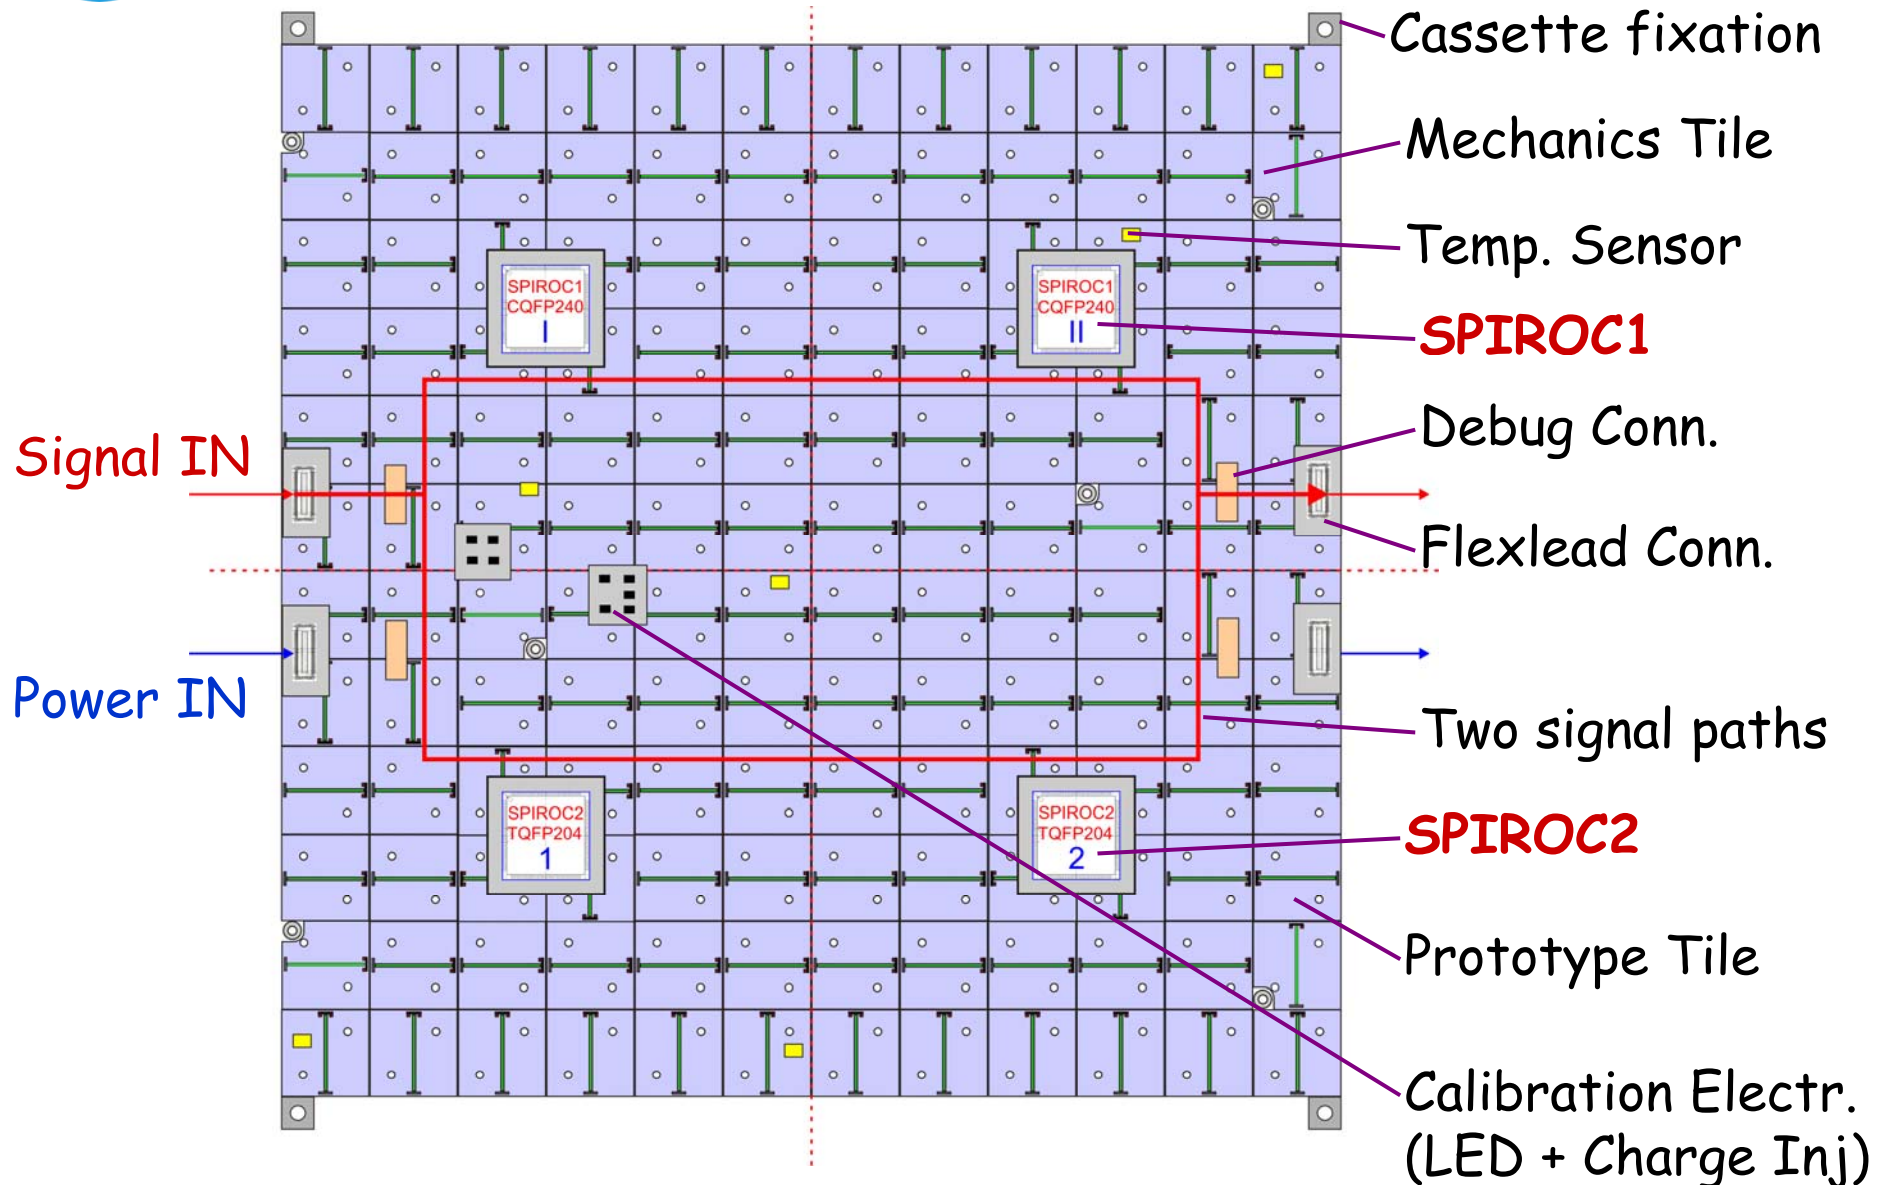 Cassette fixation
Mechanics Tile
Temp. Sensor
SPIROC1
CQFP240
I
SPIROC1
CQFP240
II
SPIROC1
Debug Conn.
Signal IN
Flexlead Conn.
Power IN
Two signal paths
SPIROC2
TQFP204
1
SPIROC2
TQFP204
2
SPIROC2
Prototype Tile
Calibration Electr.
(LED + Charge Inj)